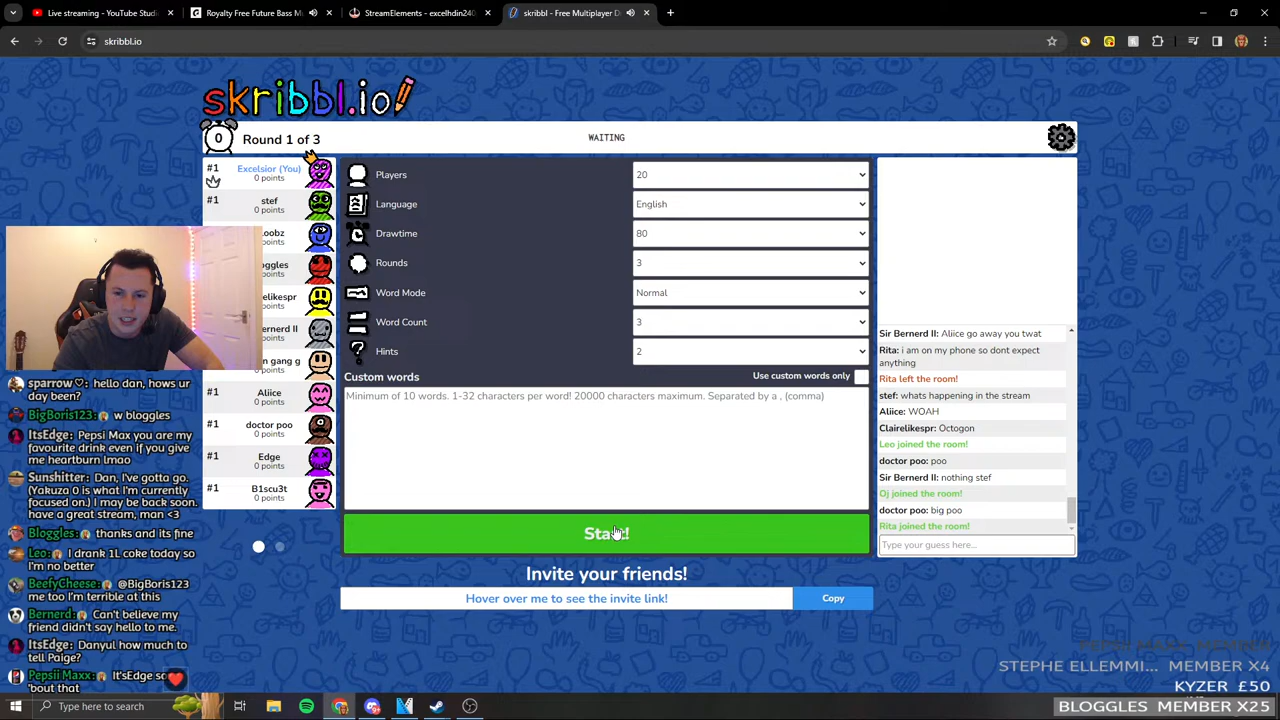 Live streaming - YouTube Studi
Royalty Free Future Bass M
StreamElements - excelhdin240
skribbl - Free Multiplayer D
skribbl.io
skribbl.io
0
Round 1 of 3
WAITING
#1
Excelsior (You)
0 points
#1
stef
0 points
oobz
points
oggles
points
elikespr
points
ernerd II
points
n gang g
points
#1
Aliice
0 points
#1
doctor poo
0 points
#1
Edge
0 points
#1
B1scu3t
0 points
Players
20
Language
English
Drawtime
80
Rounds
3
Word Mode
Normal
Word Count
3
Hints
2
Custom words
Use custom words only
Minimum of 10 words. 1-32 characters per word! 20000 characters maximum. Separated by a , (comma)
Start!
Invite your friends!
Hover over me to see the invite link!
Copy
Sir Bernerd II: Aliice go away you twat
Rita: i am on my phone so dont expect
anything
Rita left the room!
stef: whats happening in the stream
Aliice: WOAH
Clairelikespr: Octogon
Leo joined the room!
doctor poo: poo
Sir Bernerd II: nothing stef
Oj joined the room!
doctor poo: big poo
Rita joined the room!
Type your guess here...
sparrow♡: hello dan, hows ur
day been?
BigBoris123: w bloggles
ItsEdge: Pepsi Max you are my
favourite drink even if you give
me heartburn lmao
Sunshitter: Dan, I've gotta go.
(Yakuza 0 is what I'm currently
focused on.) I may be back soon.
have a great stream, man <3
Bloggles: thanks and its fine
Leo: I drank 1L coke today so
I'm no better
BeefyCheese: @BigBoris123
me too I'm terrible at this
Bernerd: Can't believe my
friend didn't say hello to me.
ItsEdge: Danyul how much to
tell Paige?
Pepsii Maxx: It'sEdge so
'bout that
PEPSII MAXX MEMBER
STEPHE ELLEMMI... MEMBER X4
KYZER £50
BLOGGLES MEMBER X25
Type here to search